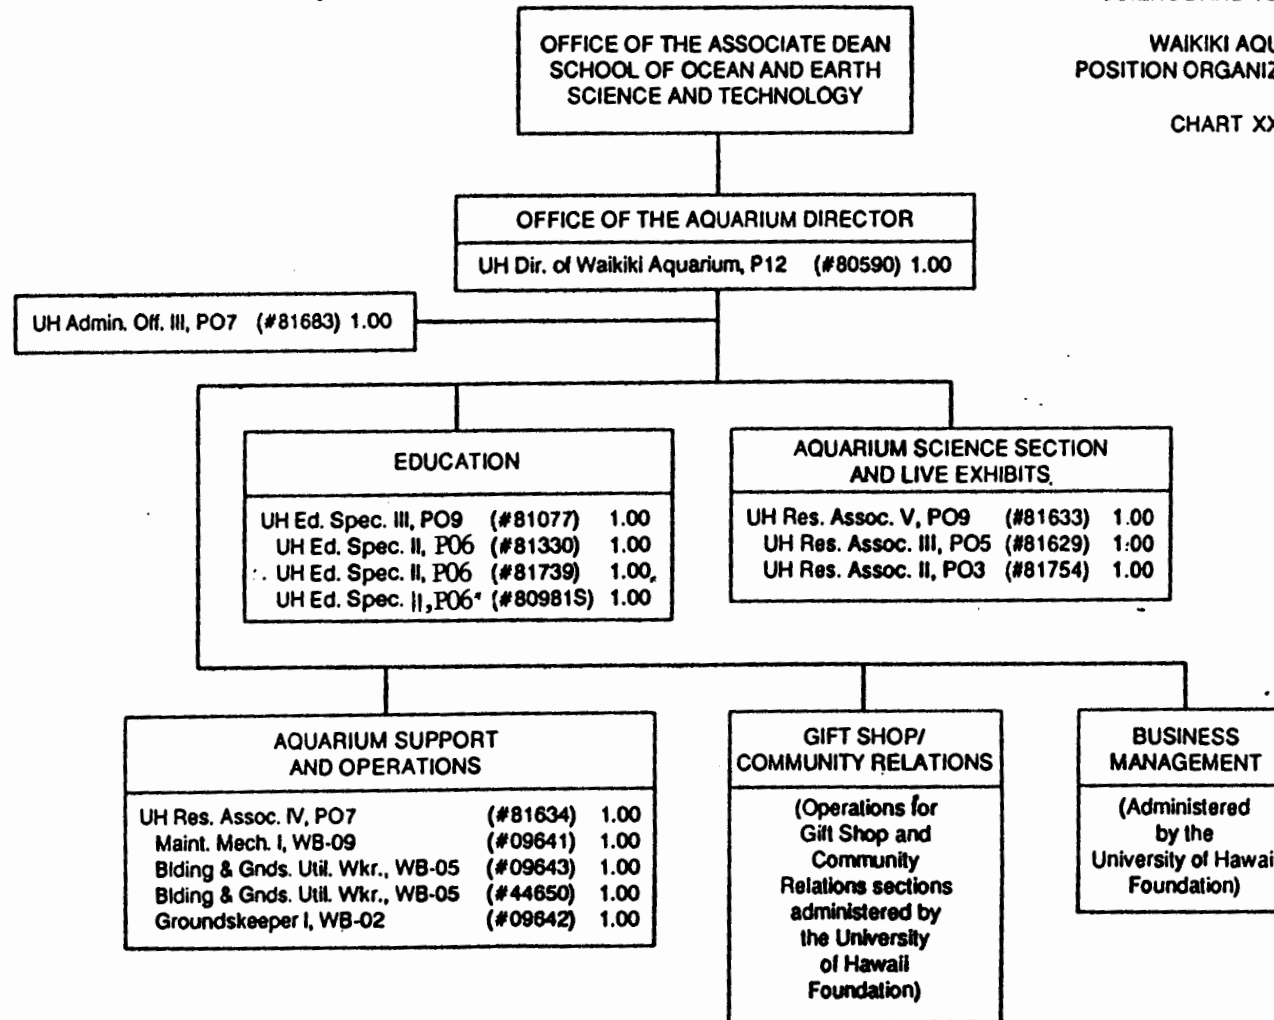 OFFICE OF THE ASSOCIATE DEAN
SCHOOL OF OCEAN AND EARTH
SCIENCE AND TECHNOLOGY
WAIKIKI AQU
POSITION ORGANIZ
CHART XX
OFFICE OF THE AQUARIUM DIRECTOR
UH Dir. of Waikiki Aquarium, P12 (#80590) 1.00
UH Admin. Off. III, PO7 (#81683) 1.00
EDUCATION
UH Ed. Spec. III, PO9 (#81077) 1.00
UH Ed. Spec. II, PO6 (#81330) 1.00
UH Ed. Spec. II, PO6 (#81739) 1.00
UH Ed. Spec. II, PO6 (#80981S) 1.00
AQUARIUM SCIENCE SECTION
AND LIVE EXHIBITS
UH Res. Assoc. V, PO9 (#81633) 1.00
UH Res. Assoc. III, PO5 (#81629) 1.00
UH Res. Assoc. II, PO3 (#81754) 1.00
AQUARIUM SUPPORT
AND OPERATIONS
UH Res. Assoc. IV, PO7 (#81634) 1.00
Maint. Mech. I, WB-09 (#09641) 1.00
Blding & Gnds. Util. Wkr., WB-05 (#09643) 1.00
Blding & Gnds. Util. Wkr., WB-05 (#44650) 1.00
Groundskeeper I, WB-02 (#09642) 1.00
GIFT SHOP/
COMMUNITY RELATIONS
(Operations for
Gift Shop and
Community
Relations sections
administered by
the University
of Hawaii
Foundation)
BUSINESS
MANAGEMENT
(Administered
by the
University of Hawaii
Foundation)